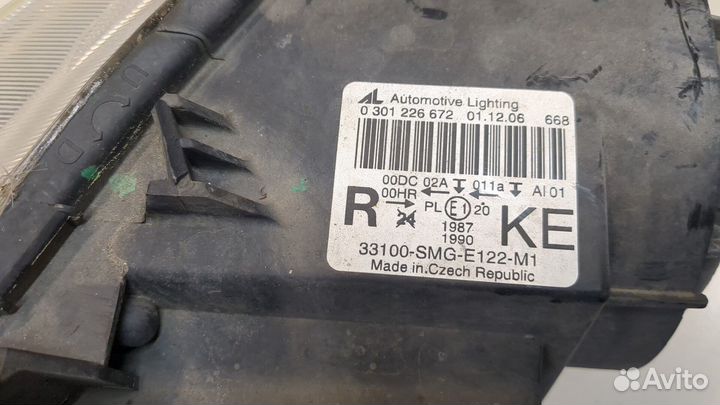 AL Automotive Lighting
0 301 226 672 01.12.06 668
00DC 02A 011a AI 01
00HR
R PL E1 20 KE
24
1987
1990
33100-SMG-E122-M1
Made in.Czech Republic
Avito